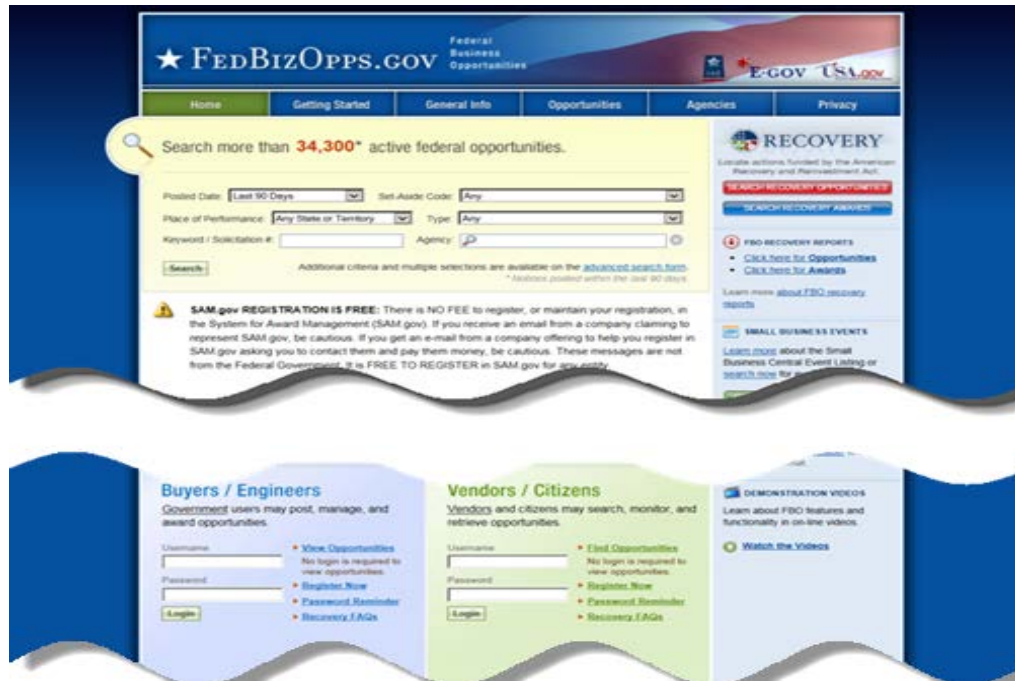 ★ FEDBIZOPPS.GOV
Federal
Business
Opportunities
E-GOV USA.gov
Home Getting Started General Info Opportunities Agencies Privacy
Search more than 34,300* active federal opportunities.
Posted Date: Last 90 Days Set-Aside Code: Any
Place of Performance: Any State or Territory Type: Any
Keyword / Solicitation #: Agency:
Search Additional criteria and multiple selections are available on the advanced search form.
* Notices posted within the last 90 days
SAM.gov REGISTRATION IS FREE: There is NO FEE to register, or maintain your registration, in
the System for Award Management (SAM.gov). If you receive an email from a company claiming to
represent SAM.gov, be cautious. If you get an e-mail from a company offering to help you register in
SAM.gov asking you to contact them and pay them money, be cautious. These messages are not
from the Federal Government. It is FREE TO REGISTER in SAM.gov for any entity.
RECOVERY
Locate actions funded by the American
Recovery and Reinvestment Act.
SEARCH RECOVERY OPPORTUNITIES
SEARCH RECOVERY AWARDS
FBO RECOVERY REPORTS
• Click here for Opportunities
• Click here for Awards
Learn more about FBO recovery
reports
SMALL BUSINESS EVENTS
Learn more about the Small
Business Central Event Listing or
search now for
Buyers / Engineers
Government users may post, manage, and
award opportunities.
Username
Password
Login
View Opportunities
No login is required to
view opportunities.
Register Now
Password Reminder
Recovery FAQs
Vendors / Citizens
Vendors and citizens may search, monitor, and
retrieve opportunities.
Username
Password
Login
Find Opportunities
No login is required to
view opportunities.
Register Now
Password Reminder
Recovery FAQs
DEMONSTRATION VIDEOS
Learn about FBO features and
functionality in on-line videos.
Watch the Videos